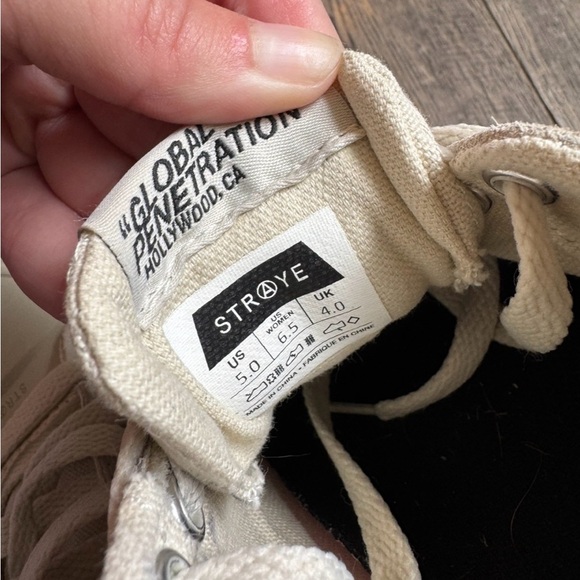 "GLOBAL
PENETRATION"
HOLLYWOOD, CA
STRAYE
US
5.0
US
WOMEN
6.5
UK
4.0
MADE IN CHINA - FABRIQUE EN CHINE